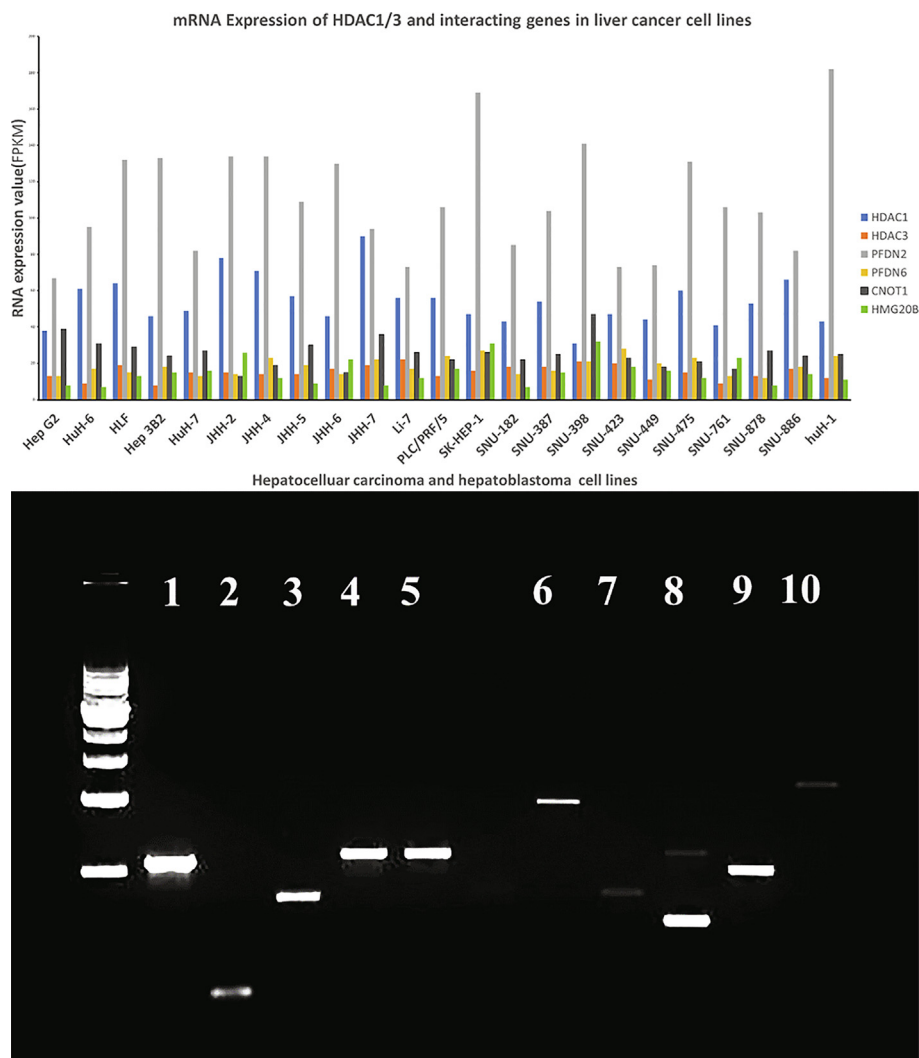 mRNA Expression of HDAC1/3 and interacting genes in liver cancer cell lines
RNA expression value(FPKM)
HDAC1
HDAC3
PFDN2
PFDN6
CNOT1
HMG20B
Hep G2
HuH-6
HLF
Hep 3B2
HuH-7
JHH-2
JHH-4
JHH-5
JHH-6
JHH-7
Li-7
PLC/PRF/5
SK-HEP-1
SNU-182
SNU-387
SNU-398
SNU-423
SNU-449
SNU-475
SNU-761
SNU-878
SNU-886
huH-1
Hepatocelluar carcinoma and hepatoblastoma cell lines
1 2 3 4 5 6 7 8 9 10